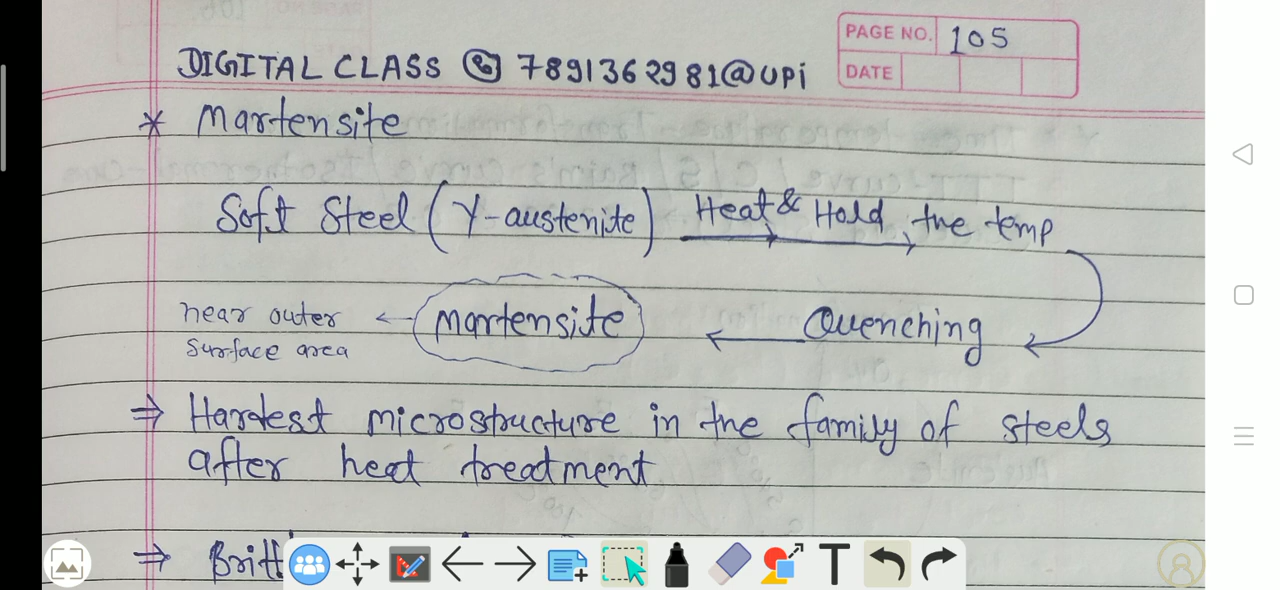 PAGE NO. 105
DIGITAL CLASS 7891362981@UPi
DATE
* Martensite
Soft Steel (γ-austenite) Heat & Hold, the temp
near outer ← Martensite ← Quenching
surface area
⇒ Hardest microstructure in the family of steels
after heat treatment
⇒ Britt
T